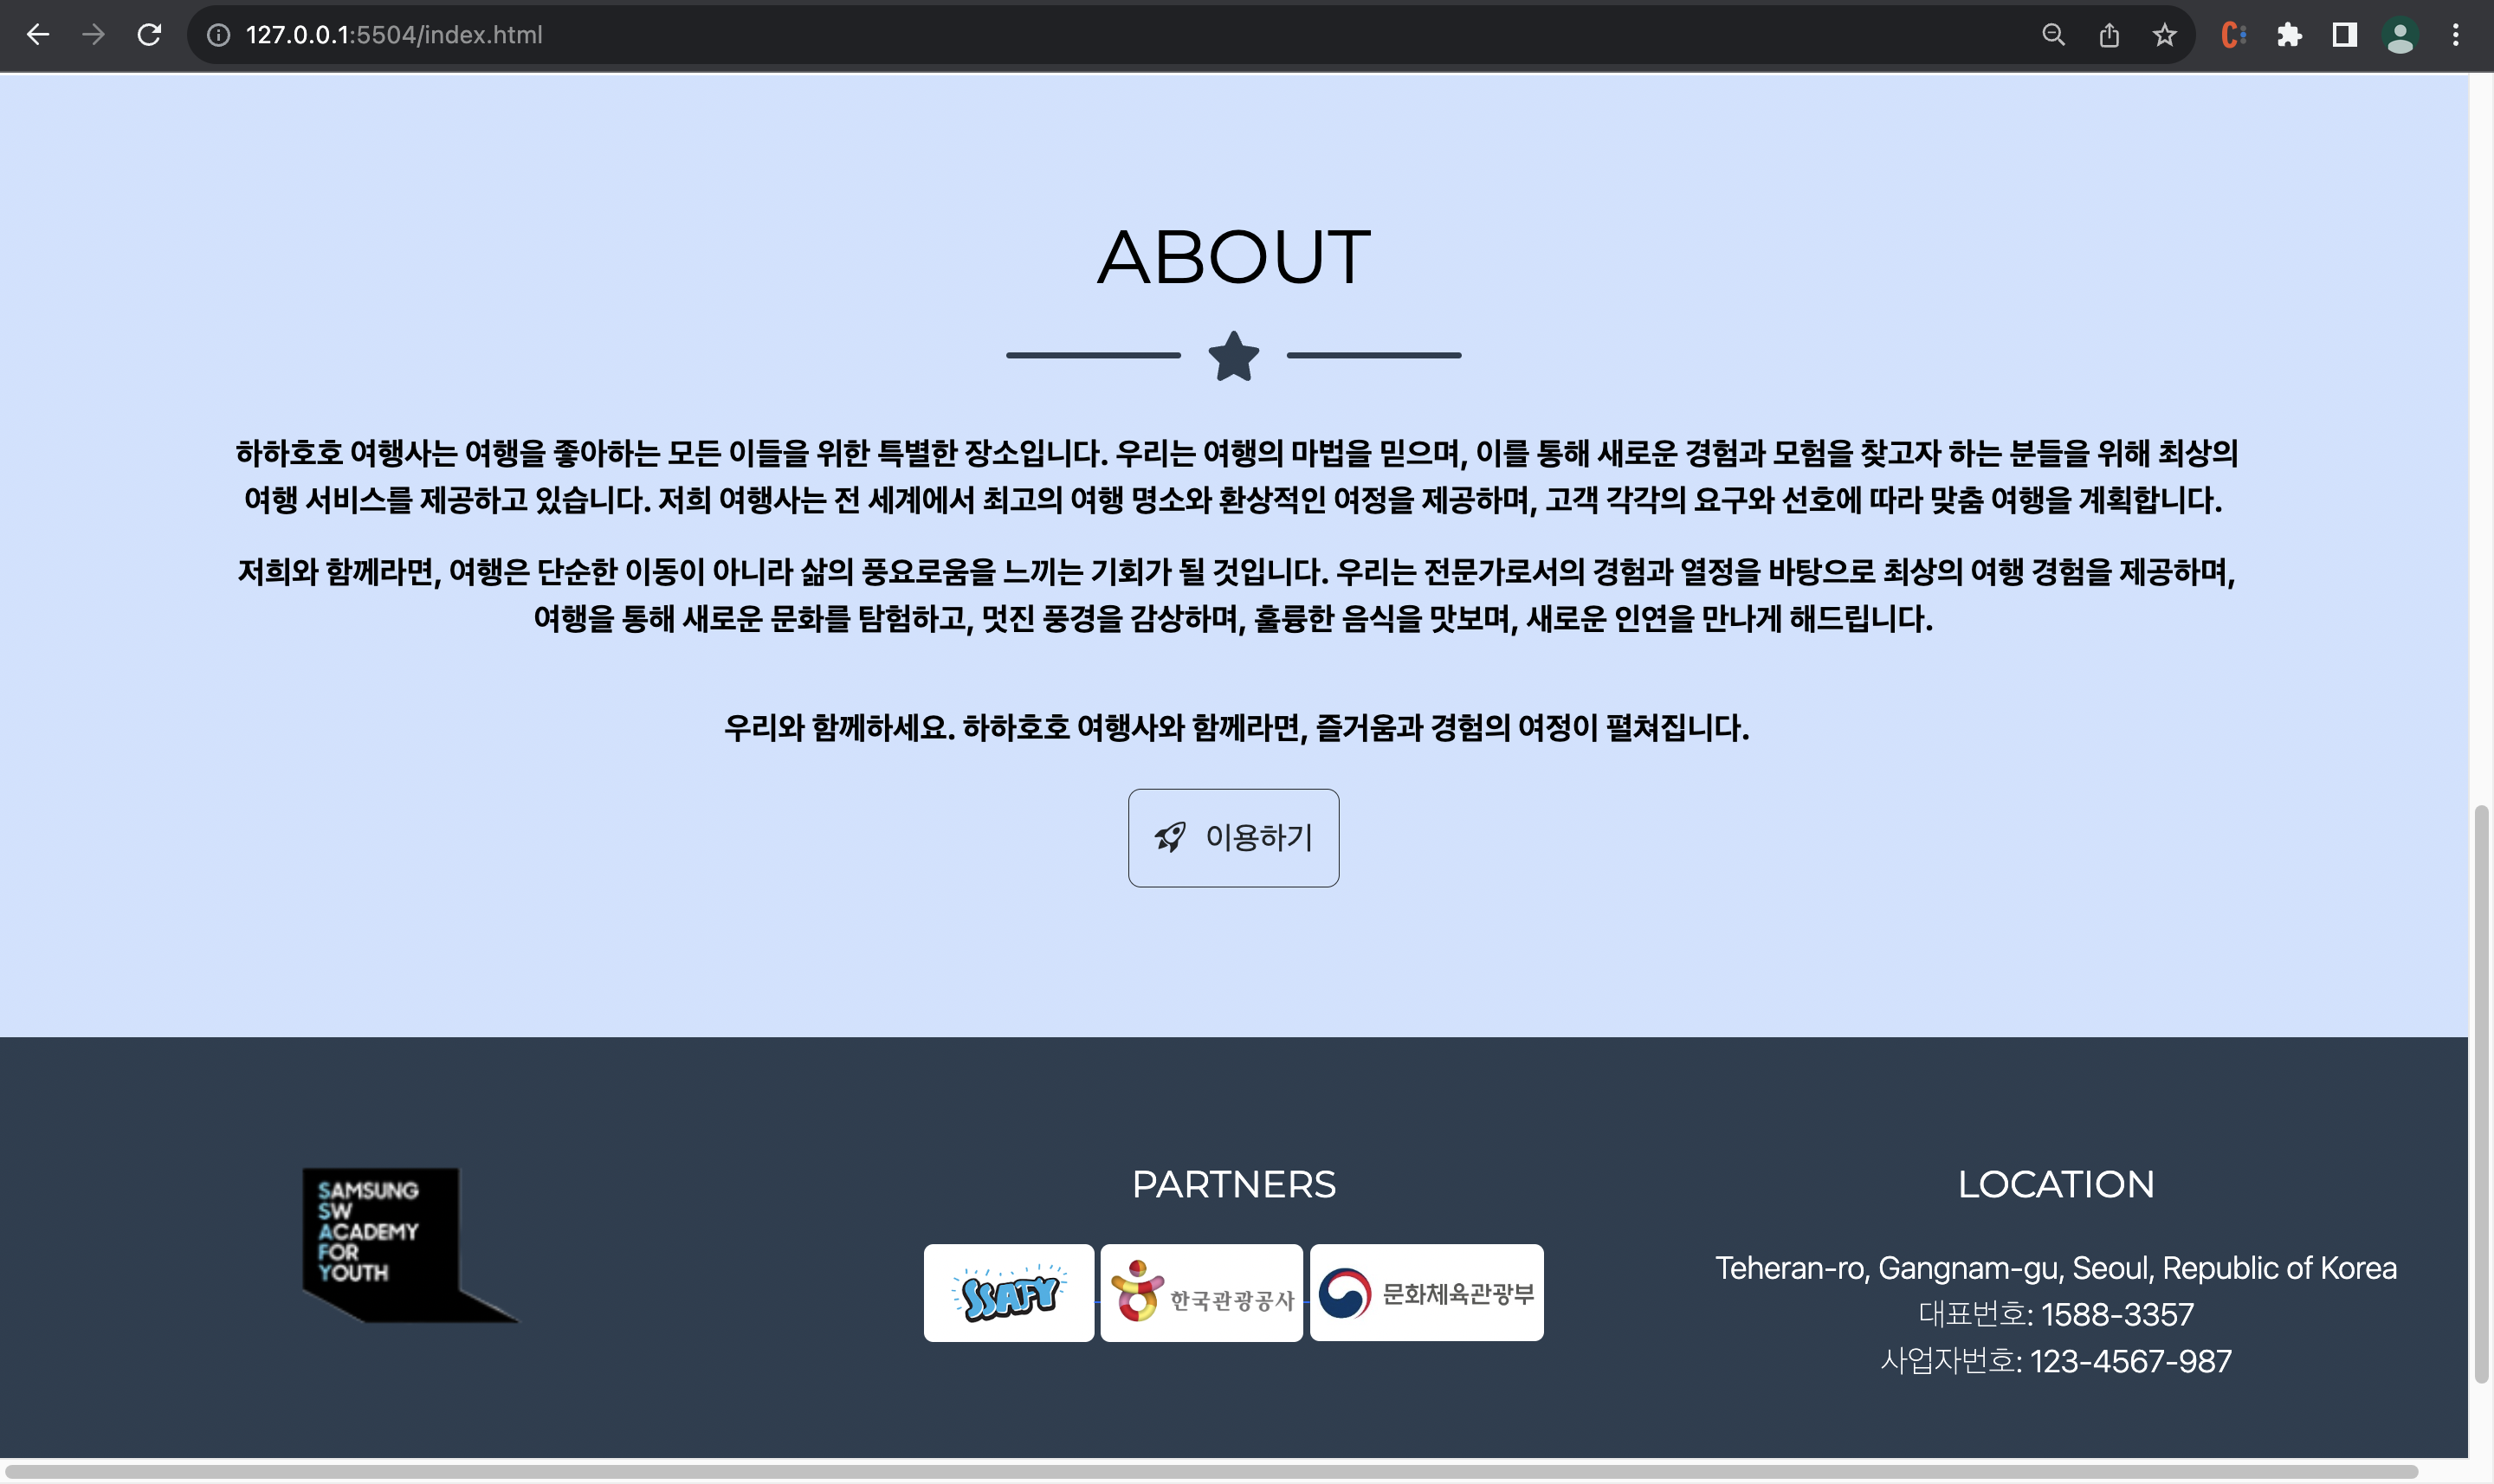 127.0.0.1:5504/index.html
ABOUT
하하호호 여행사는 여행을 좋아하는 모든 이들을 위한 특별한 장소입니다. 우리는 여행의 마법을 믿으며, 이를 통해 새로운 경험과 모험을 찾고자 하는 분들을 위해 최상의
여행 서비스를 제공하고 있습니다. 저희 여행사는 전 세계에서 최고의 여행 명소와 환상적인 여정을 제공하며, 고객 각각의 요구와 선호에 따라 맞춤 여행을 계획합니다.
저희와 함께라면, 여행은 단순한 이동이 아니라 삶의 풍요로움을 느끼는 기회가 될 것입니다. 우리는 전문가로서의 경험과 열정을 바탕으로 최상의 여행 경험을 제공하며,
여행을 통해 새로운 문화를 탐험하고, 멋진 풍경을 감상하며, 훌륭한 음식을 맛보며, 새로운 인연을 만나게 해드립니다.
우리와 함께하세요. 하하호호 여행사와 함께라면, 즐거움과 경험의 여정이 펼쳐집니다.
이용하기
SAMSUNG
SW
ACADEMY
FOR
YOUTH
PARTNERS
SSAFY
한국관광공사
문화체육관광부
LOCATION
Teheran-ro, Gangnam-gu, Seoul, Republic of Korea
대표번호: 1588-3357
사업자번호: 123-4567-987